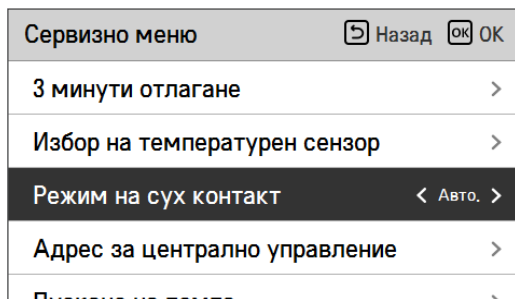 Сервизно меню Назад ОК OK
3 минути отлагане
Избор на температурен сензор
Режим на сух контакт Авто.
Адрес за централно управление